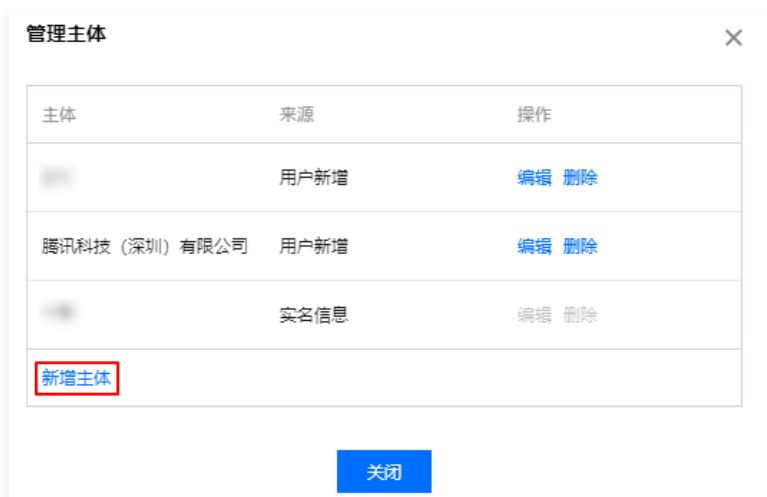 管理主体
主体 来源 操作
用户新增 编辑 删除
腾讯科技（深圳）有限公司 用户新增 编辑 删除
实名信息 编辑 删除
新增主体
关闭